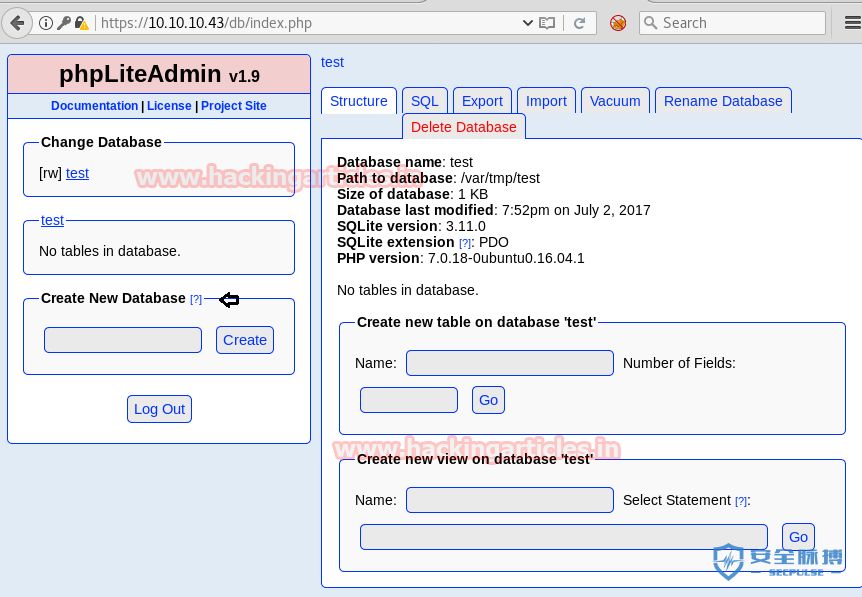 https://10.10.10.43/db/index.php
Search
phpLiteAdmin v1.9
Documentation | License | Project Site
Change Database
[rw] test
test
No tables in database.
Create New Database [?]
Create
Log Out
test
Structure
SQL
Export
Import
Vacuum
Rename Database
Delete Database
Database name: test
Path to database: /var/tmp/test
Size of database: 1 KB
Database last modified: 7:52pm on July 2, 2017
SQLite version: 3.11.0
SQLite extension [?]: PDO
PHP version: 7.0.18-0ubuntu0.16.04.1
No tables in database.
Create new table on database 'test'
Name:
Number of Fields:
Go
Create new view on database 'test'
Name:
Select Statement [?]:
Go
www.hackingarticles.in
www.hackingarticles.in
安全脉搏
SECPULSE